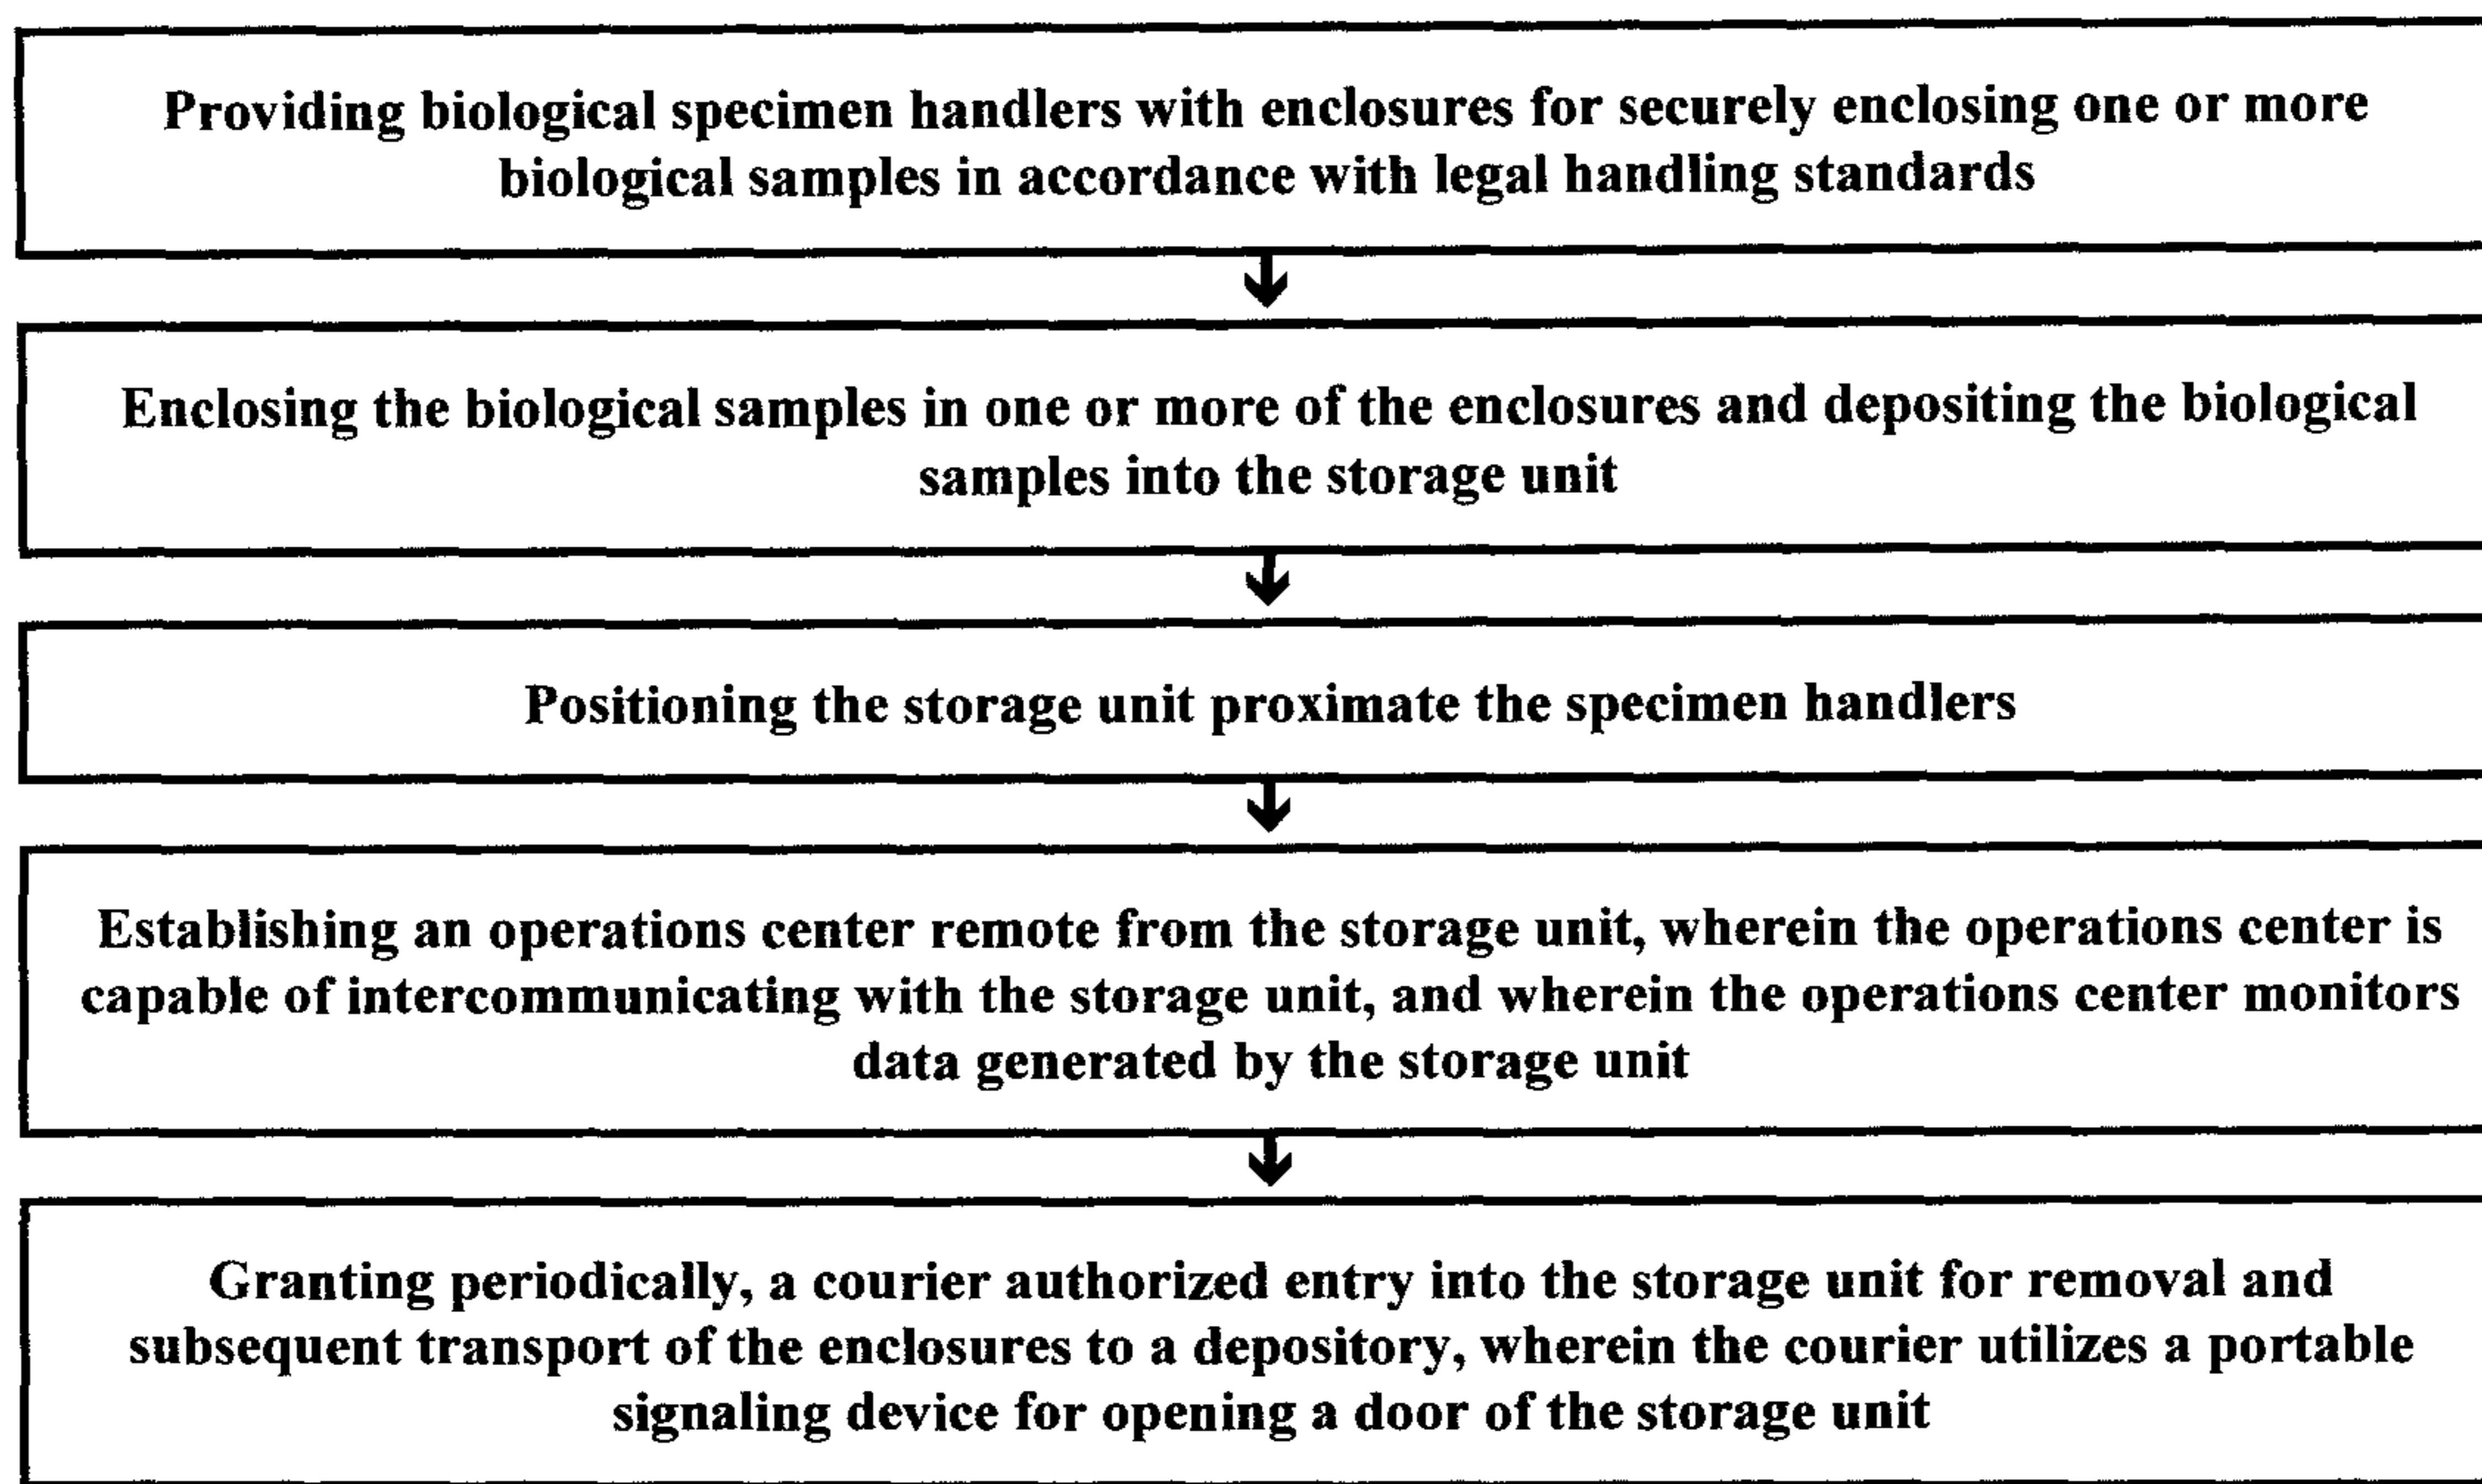 Providing biological specimen handlers with enclosures for securely enclosing one or more
biological samples in accordance with legal handling standards
Enclosing the biological samples in one or more of the enclosures and depositing the biological
samples into the storage unit
Positioning the storage unit proximate the specimen handlers
Establishing an operations center remote from the storage unit, wherein the operations center is
capable of intercommunicating with the storage unit, and wherein the operations center monitors
data generated by the storage unit
Granting periodically, a courier authorized entry into the storage unit for removal and
subsequent transport of the enclosures to a depository, wherein the courier utilizes a portable
signaling device for opening a door of the storage unit